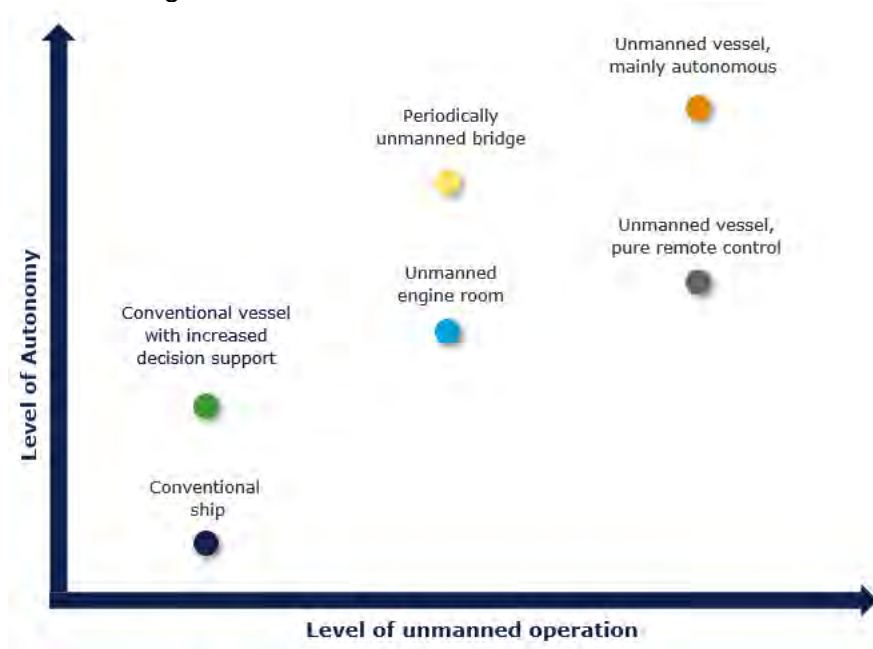 Unmanned vessel,
mainly autonomous
Periodically
unmanned bridge
Unmanned vessel,
pure remote control
Unmanned
engine room
Conventional vessel
with increased
decision support
Conventional
ship
Level of Autonomy
Level of unmanned operation